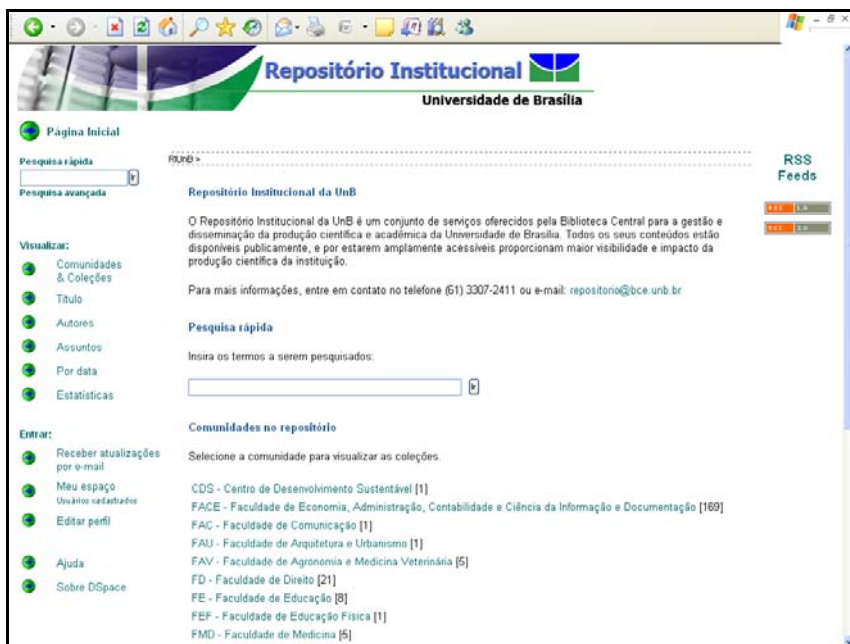 Repositório Institucional
Universidade de Brasília
Página Inicial
Pesquisa rápida
Ir
Pesquisa avançada
Visualizar:
Comunidades
& Coleções
Título
Autores
Assuntos
Por data
Estatísticas
Entrar:
Receber atualizações
por e-mail
Meu espaço
Usuários cadastrados
Editar perfil
Ajuda
Sobre DSpace
RIUnB >
Repositório Institucional da UnB
O Repositório Institucional da UnB é um conjunto de serviços oferecidos pela Biblioteca Central para a gestão e
disseminação da produção científica e acadêmica da Universidade de Brasília. Todos os seus conteúdos estão
disponíveis publicamente, e por estarem amplamente acessíveis proporcionam maior visibilidade e impacto da
produção científica da instituição.
Para mais informações, entre em contato no telefone (61) 3307-2411 ou e-mail: repositorio@bce.unb.br
Pesquisa rápida
Insira os termos a serem pesquisados:
Ir
Comunidades no repositório
Selecione a comunidade para visualizar as coleções.
CDS - Centro de Desenvolvimento Sustentável [1]
FACE - Faculdade de Economia, Administração, Contabilidade e Ciência da Informação e Documentação [169]
FAC - Faculdade de Comunicação [1]
FAU - Faculdade de Arquitetura e Urbanismo [1]
FAV - Faculdade de Agronomia e Medicina Veterinária [5]
FD - Faculdade de Direito [21]
FE - Faculdade de Educação [8]
FEF - Faculdade de Educação Física [1]
FMD - Faculdade de Medicina [5]
RSS
Feeds
RSS
RSS